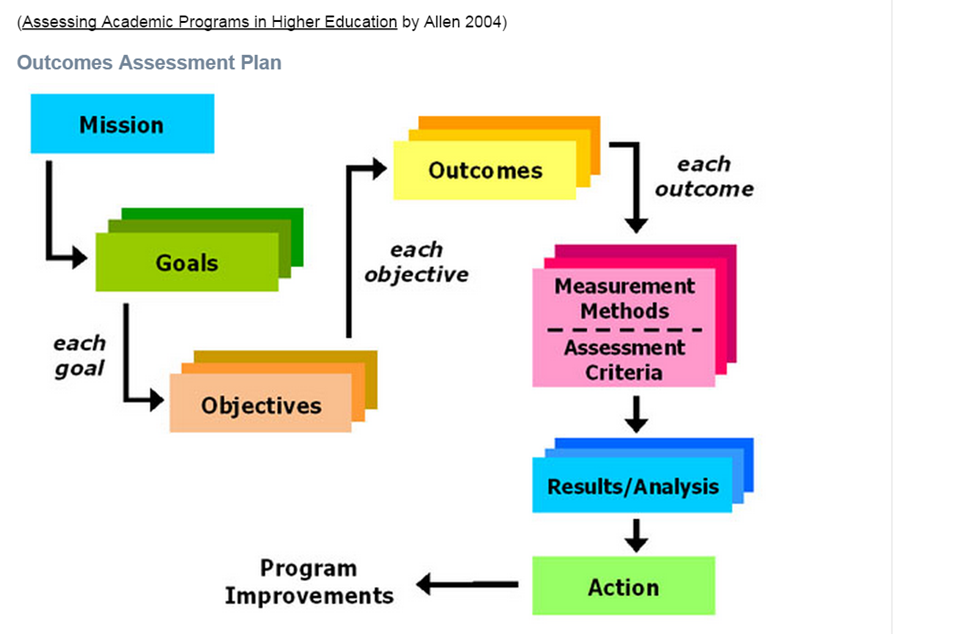 (Assessing Academic Programs in Higher Education by Allen 2004)
Outcomes Assessment Plan
Mission
Goals
each
goal
Objectives
each
objective
Outcomes
each
outcome
Measurement
Methods
Assessment
Criteria
Results/Analysis
Action
Program
Improvements